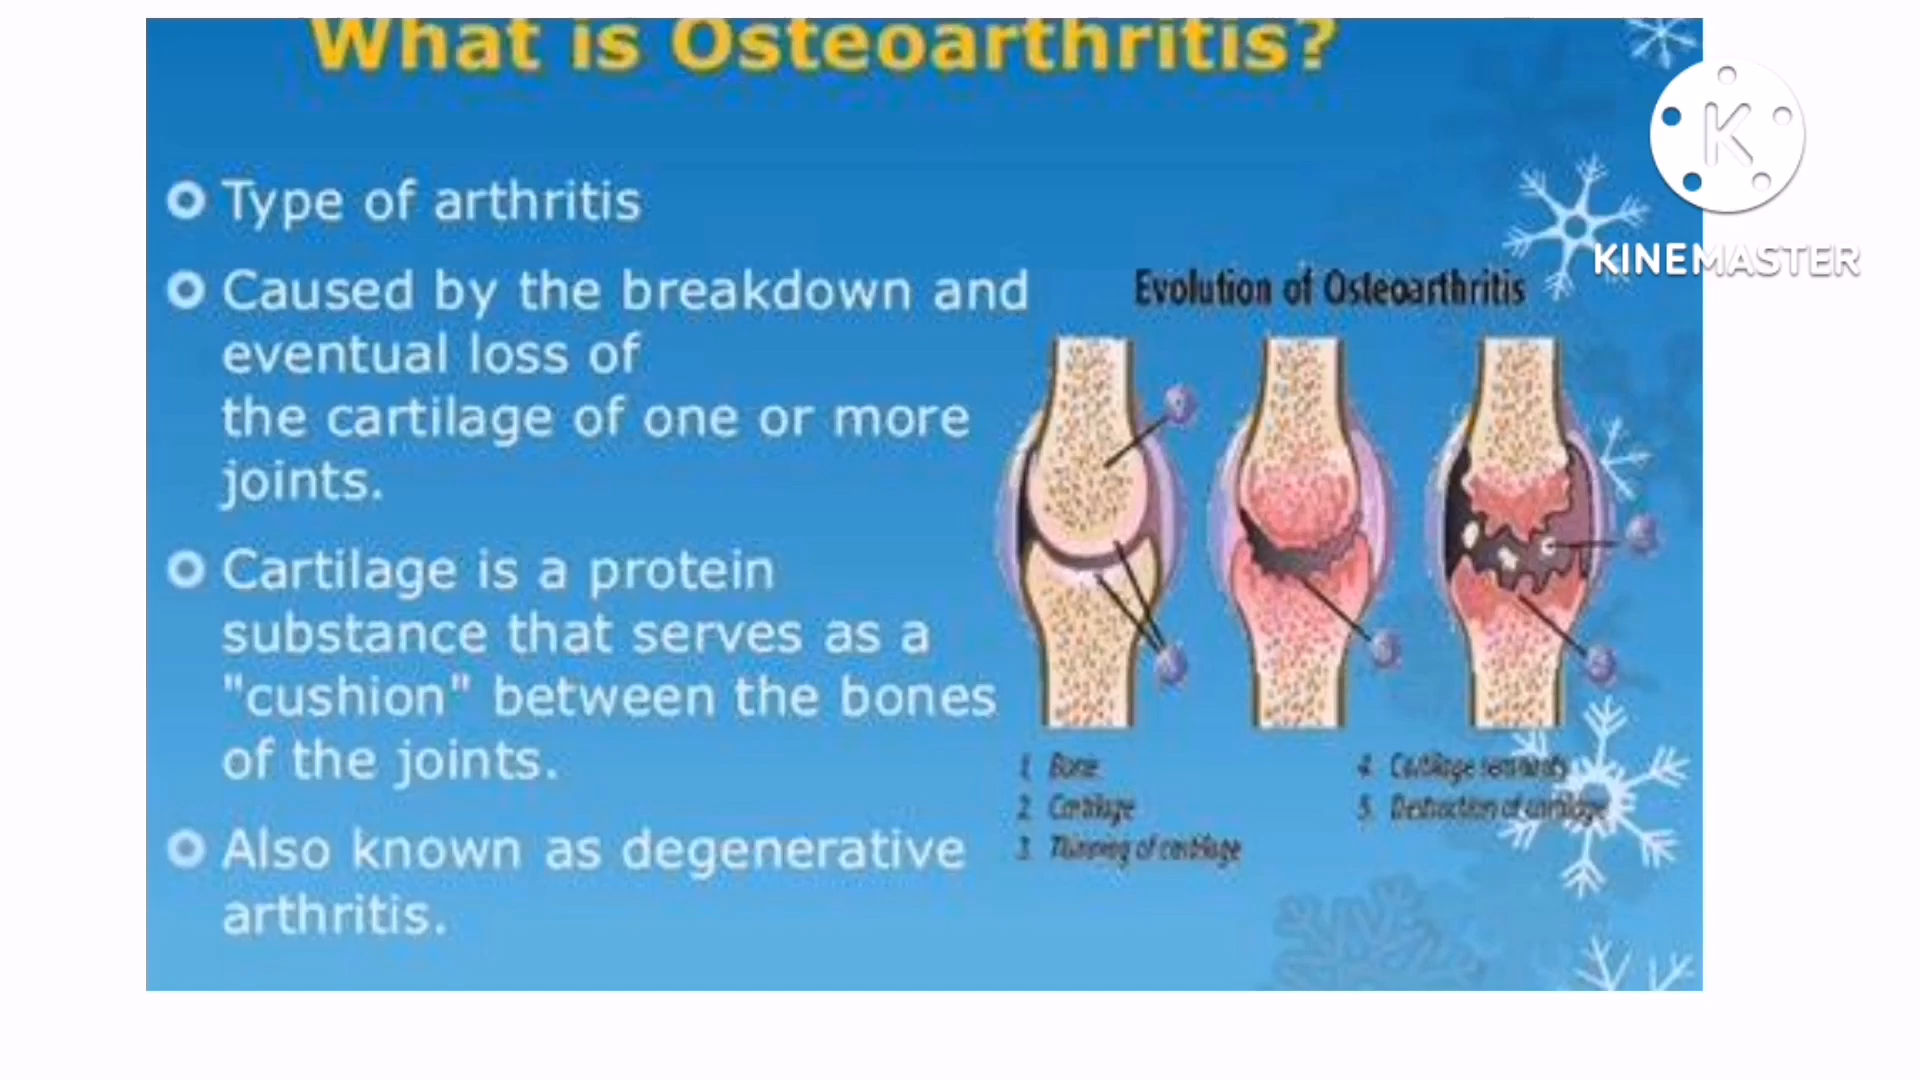 What is Osteoarthritis?
K
KINEMASTER
Type of arthritis
Caused by the breakdown and
eventual loss of
the cartilage of one or more
joints.
Cartilage is a protein
substance that serves as a
"cushion" between the bones
of the joints.
Also known as degenerative
arthritis.
Evolution of Osteoarthritis
1 Bone
2 Cartilage
3 Thinning of cartilage
4 Cartilage remnants
5. Destruction of cartilage